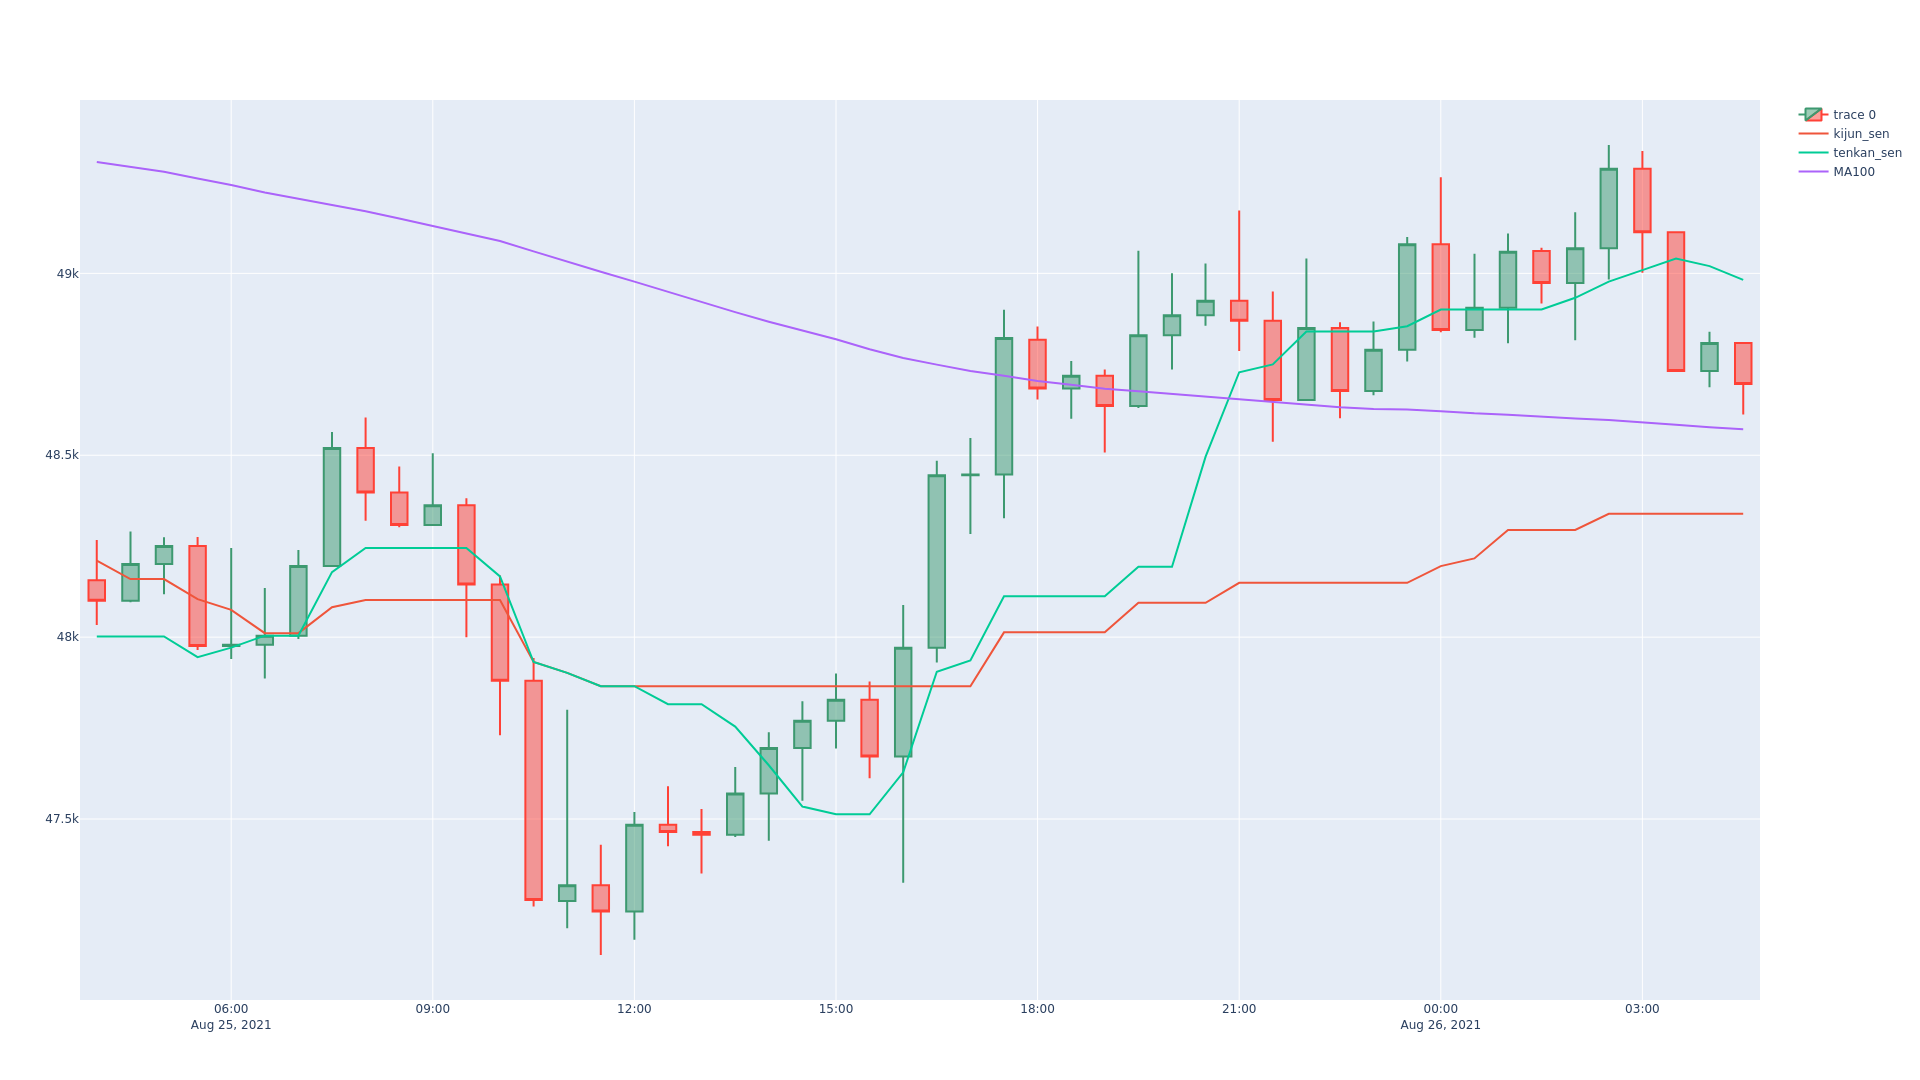 trace 0
kijun_sen
tenkan_sen
MA100
49k
48.5k
48k
47.5k
06:00 09:00 12:00 15:00 18:00 21:00 00:00 03:00
Aug 25, 2021 Aug 26, 2021